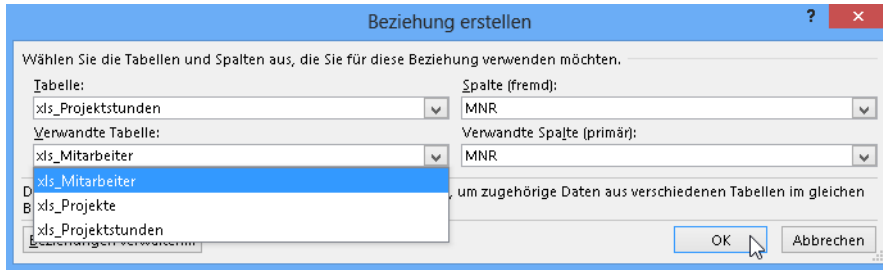 Beziehung erstellen
?
Wählen Sie die Tabellen und Spalten aus, die Sie für diese Beziehung verwenden möchten.
Tabelle:
Spalte (fremd):
xls_Projektstunden
MNR
Verwandte Tabelle:
Verwandte Spalte (primär):
xls_Mitarbeiter
MNR
xls_Mitarbeiter
, um zugehörige Daten aus verschiedenen Tabellen im gleichen
xls_Projekte
xls_Projektstunden
OK
Abbrechen